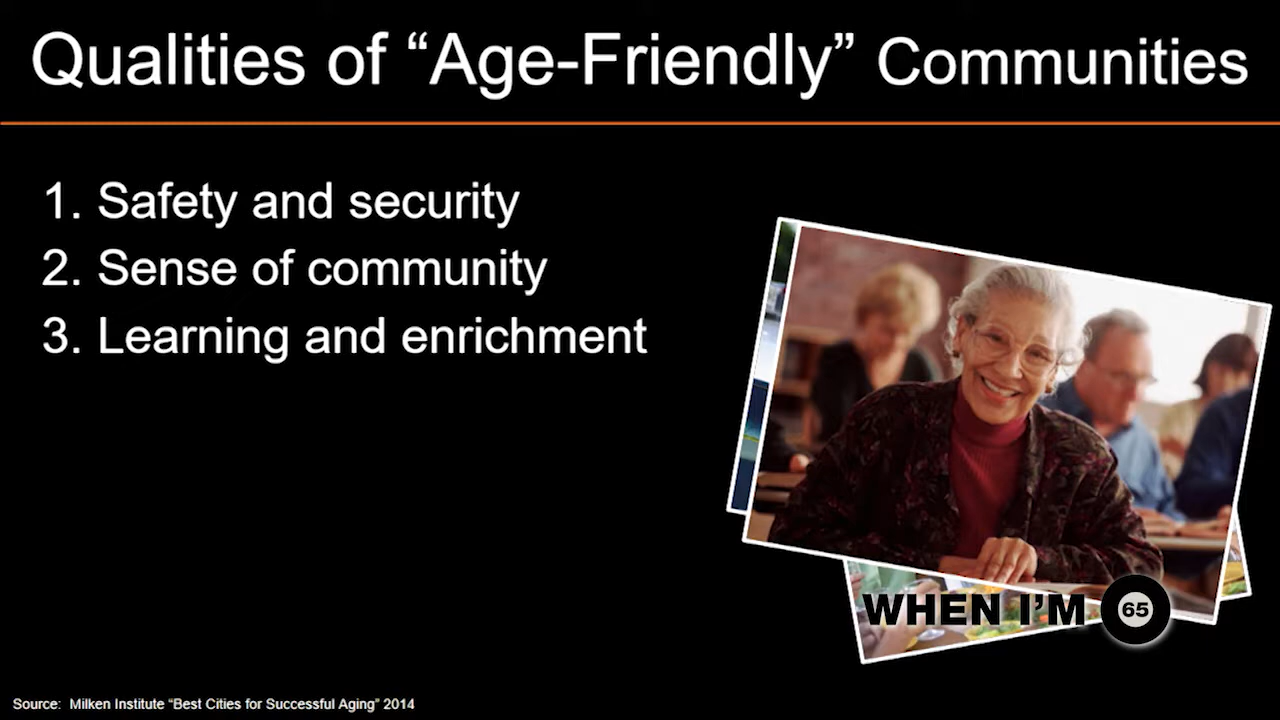 Qualities of “Age-Friendly” Communities
1. Safety and security
2. Sense of community
3. Learning and enrichment
WHEN I’M 65
Source: Milken Institute “Best Cities for Successful Aging” 2014